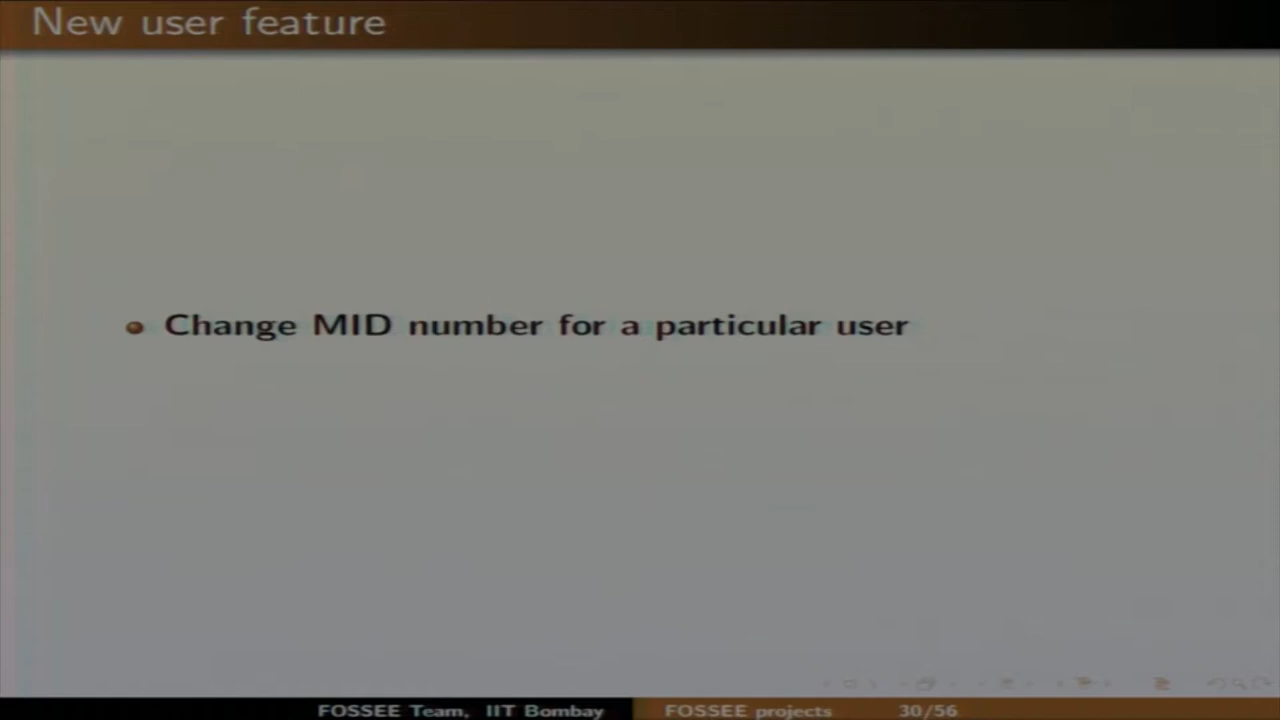 New user feature
Change MID number for a particular user
FOSSEE Team, IIT Bombay FOSSEE projects 30/56